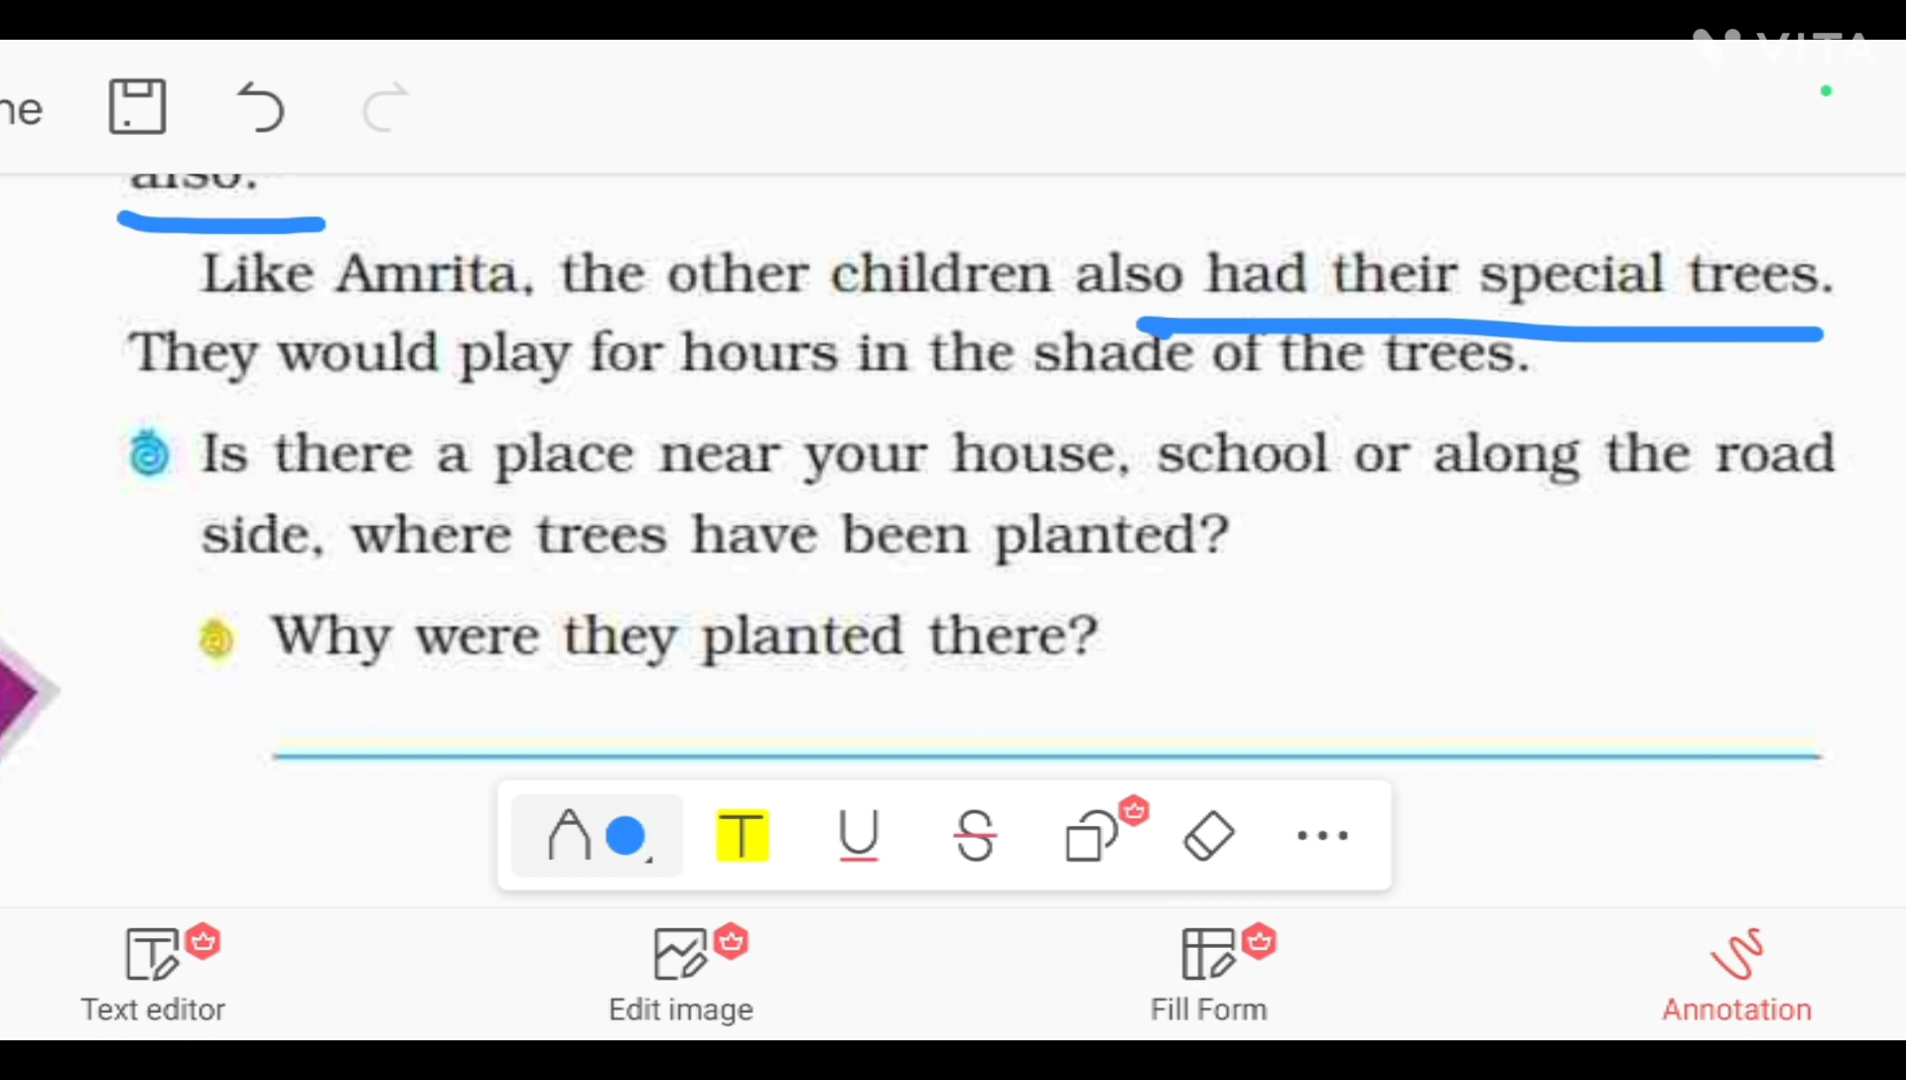 VITA
ne
also.
Like Amrita, the other children also had their special trees.
They would play for hours in the shade of the trees.
Is there a place near your house, school or along the road
side, where trees have been planted?
Why were they planted there?
T U S
Text editor Edit image Fill Form Annotation